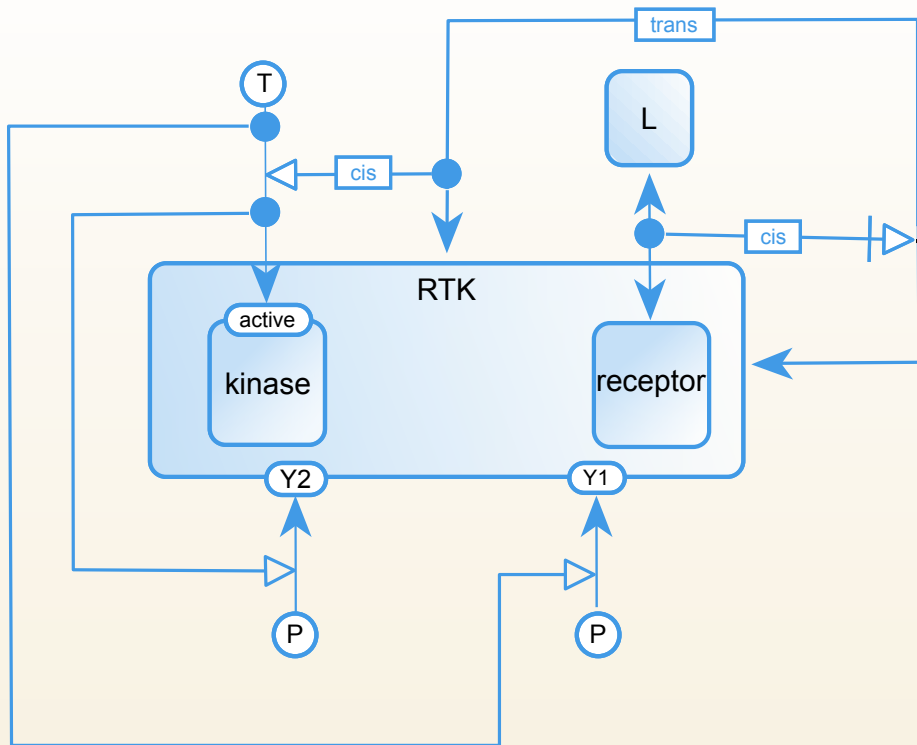 trans
T
L
cis
cis
RTK
active
kinase
receptor
Y2
Y1
P
P